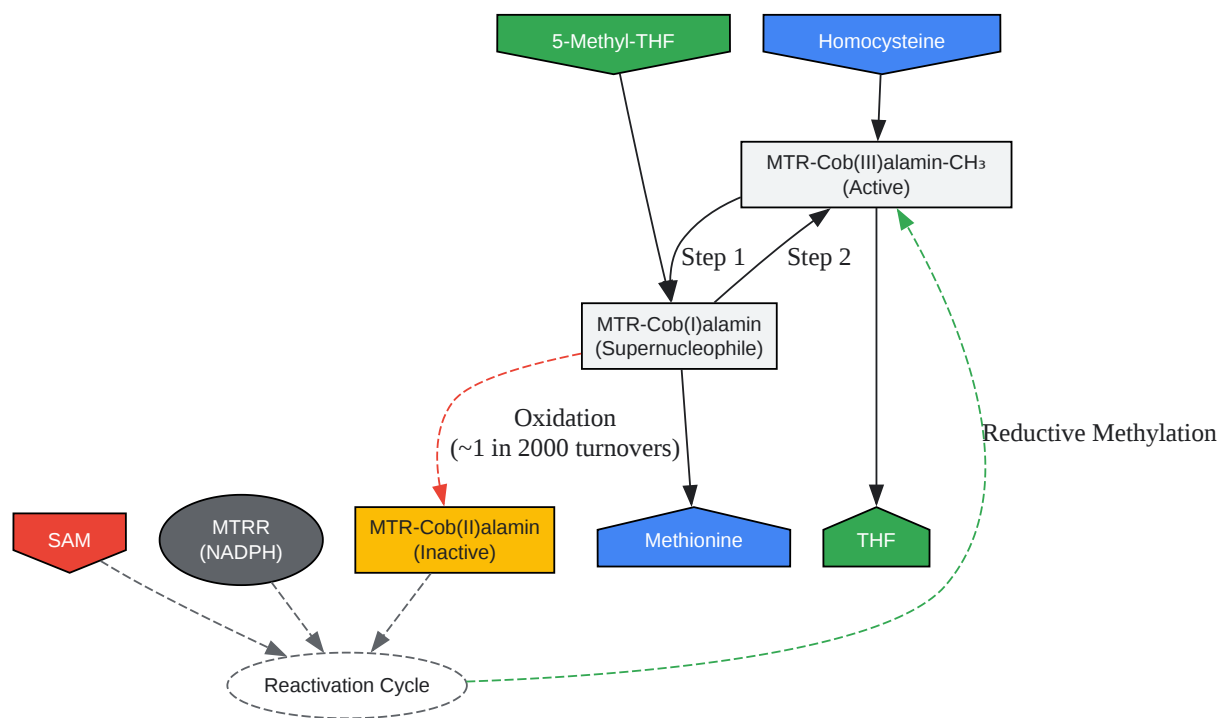 5-Methyl-THF
Homocysteine
MTR-Cob(III)alamin-CH₃
(Active)
Step 1
Step 2
MTR-Cob(I)alamin
(Supernucleophile)
Oxidation
(~1 in 2000 turnovers)
Reductive Methylation
SAM
MTRR
(NADPH)
MTR-Cob(II)alamin
(Inactive)
Methionine
THF
Reactivation Cycle